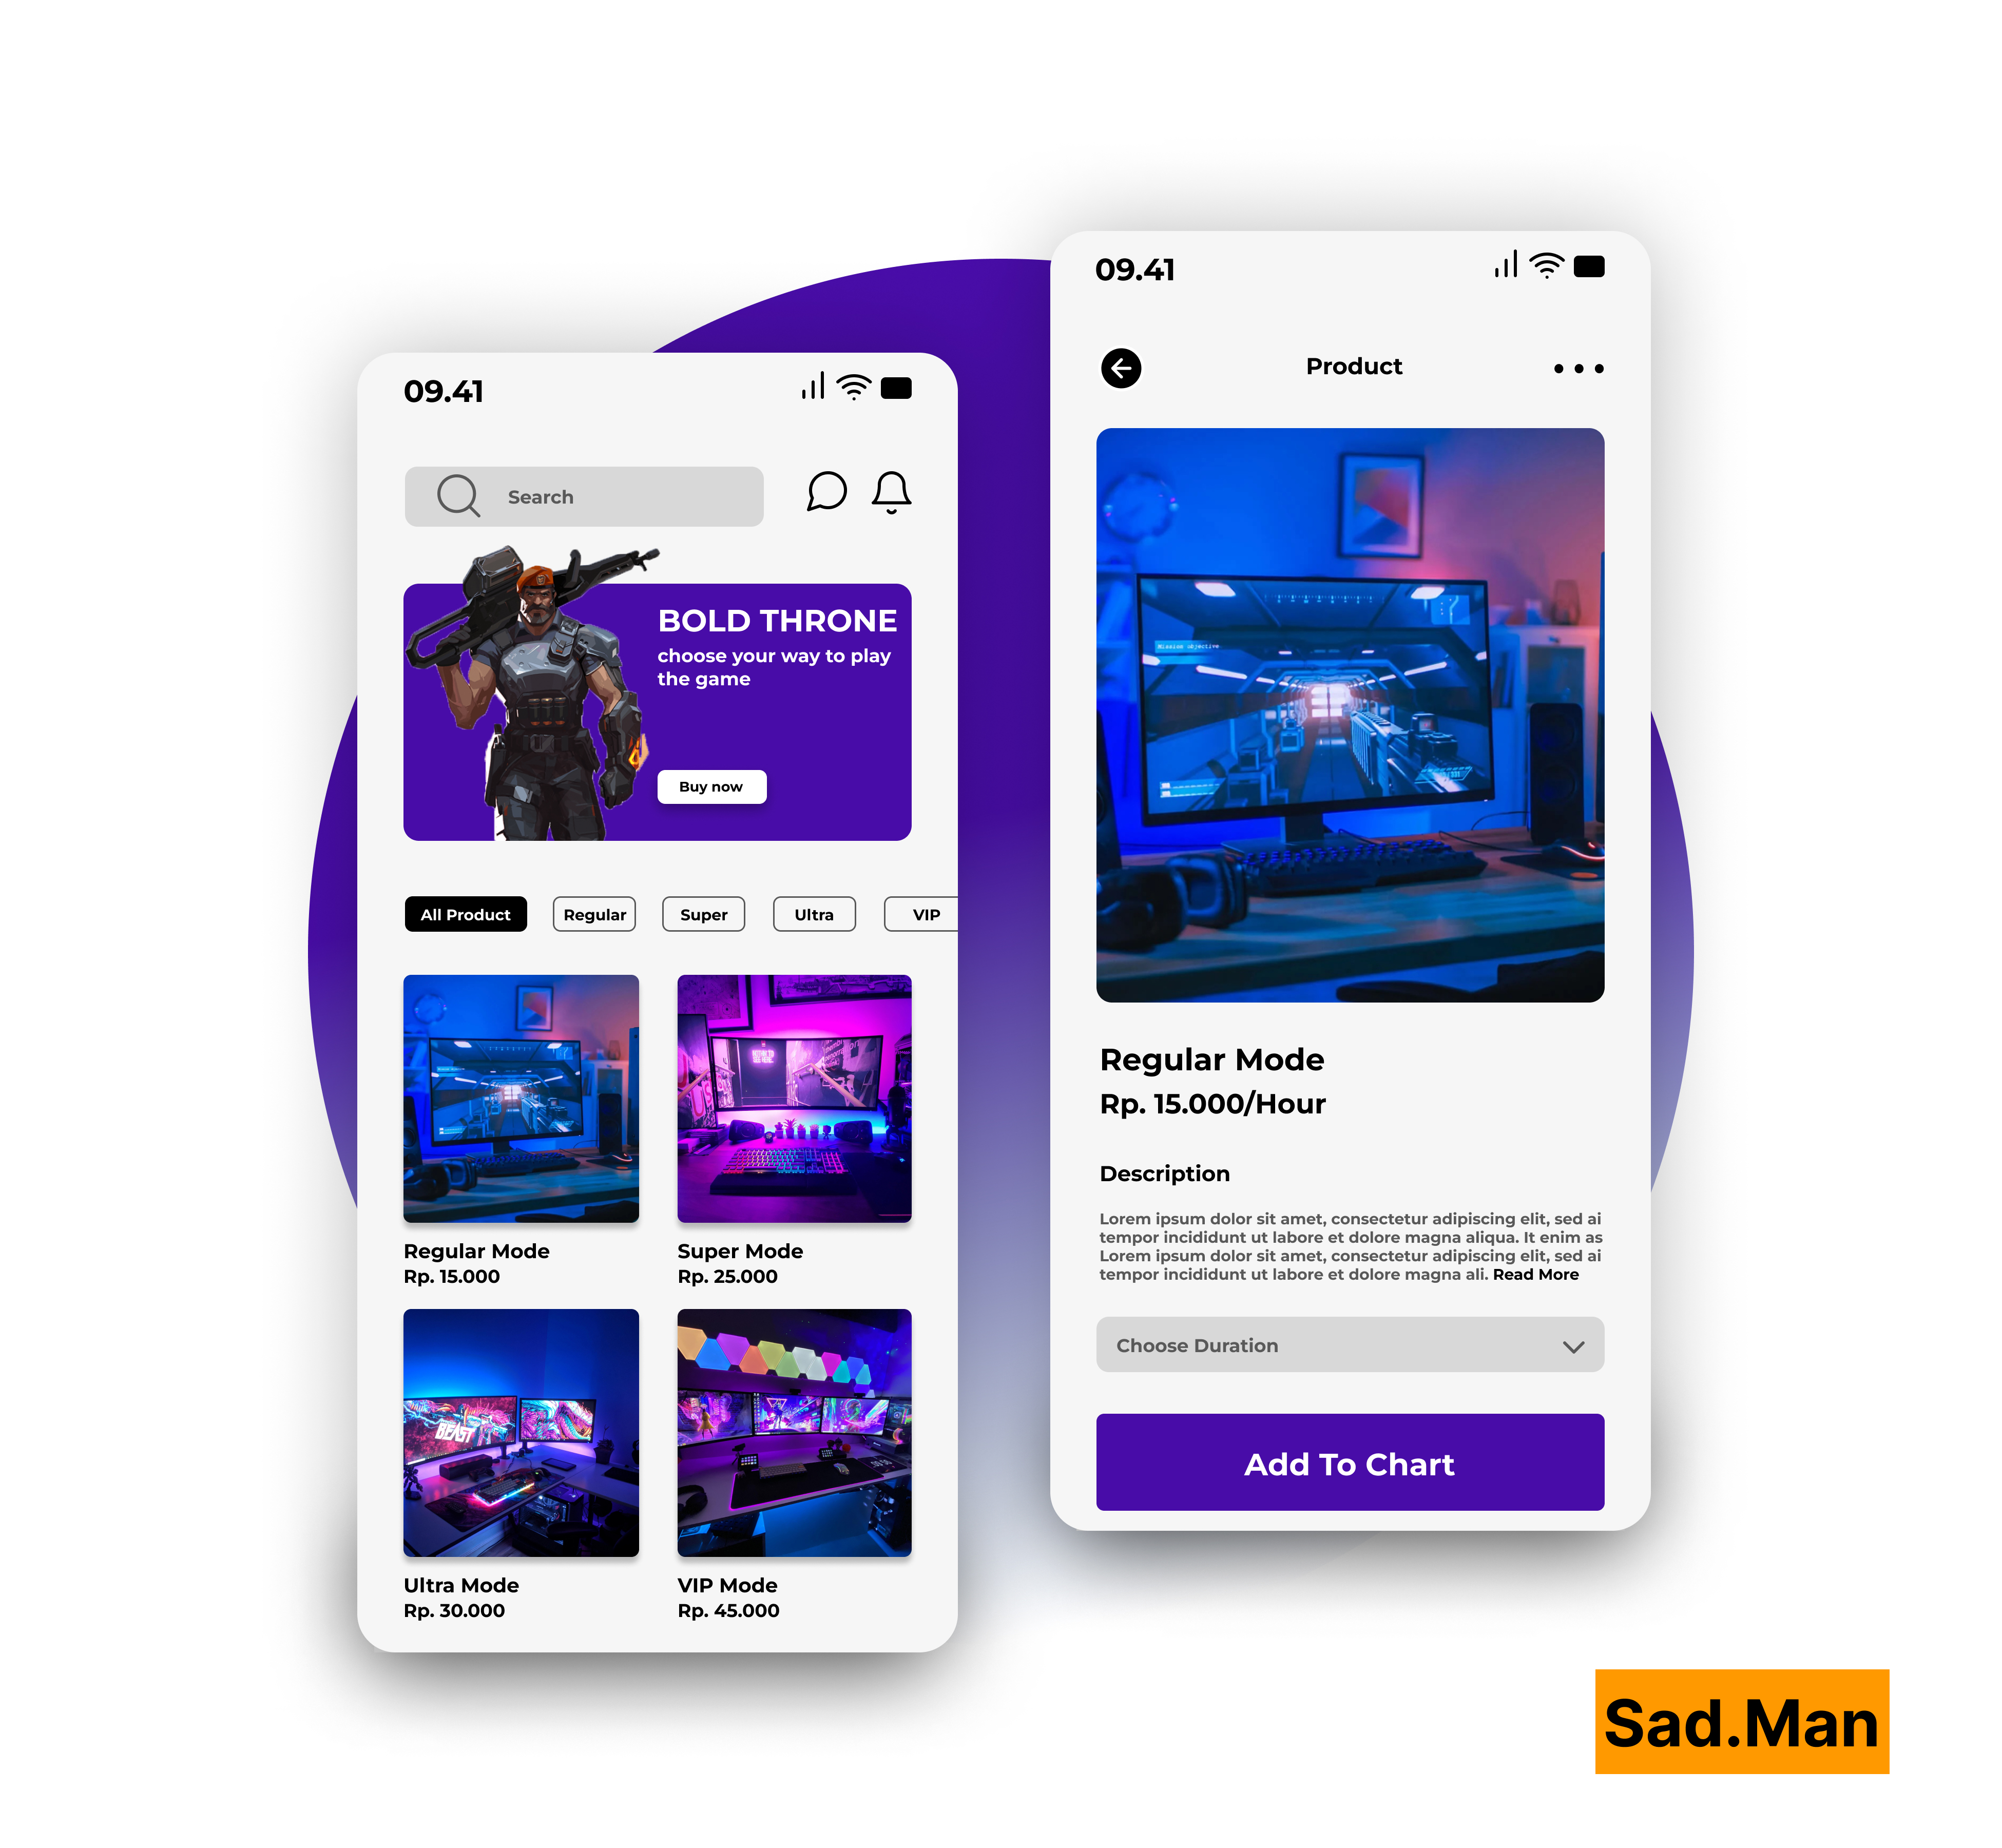 09.41
Search
BOLD THRONE
choose your way to play
the game
Buy now
All Product
Regular
Super
Ultra
VIP
Regular Mode
Rp. 15.000
Super Mode
Rp. 25.000
BEAST
Ultra Mode
Rp. 30.000
VIP Mode
Rp. 45.000
09.41
Product
Mission objective
Regular Mode
Rp. 15.000/Hour
Description
Lorem ipsum dolor sit amet, consectetur adipiscing elit, sed ai
tempor incididunt ut labore et dolore magna aliqua. It enim as
Lorem ipsum dolor sit amet, consectetur adipiscing elit, sed ai
tempor incididunt ut labore et dolore magna ali. Read More
Choose Duration
Add To Chart
Sad.Man